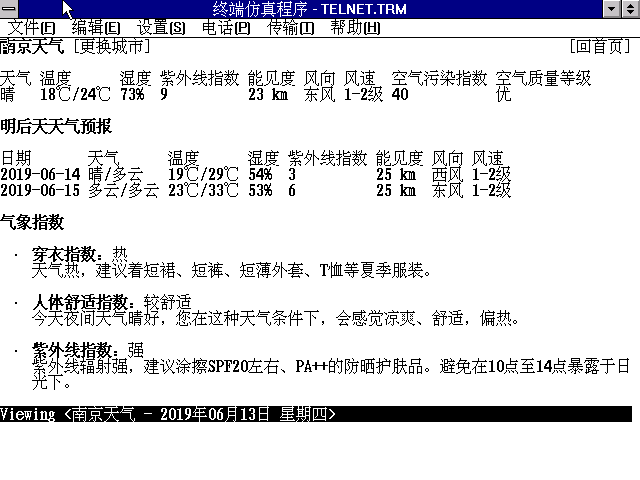 终端仿真程序 - TELNET.TRM
文件(F) 编辑(E) 设置(S) 电话(P) 传输(T) 帮助(H)
南京天气 [更换城市] [回首页]
天气 温度 湿度 紫外线指数 能见度 风向 风速 空气污染指数 空气质量等级
晴 18℃/24℃ 73% 9 23 km 东风 1-2级 40 优
明后天天气预报
日期 天气 温度 湿度 紫外线指数 能见度 风向 风速
2019-06-14 晴/多云 19℃/29℃ 54% 3 25 km 西风 1-2级
2019-06-15 多云/多云 23℃/33℃ 53% 6 25 km 东风 1-2级
气象指数
· 穿衣指数：热
天气热，建议着短裙、短裤、短薄外套、T恤等夏季服装。
· 人体舒适指数：较舒适
今天夜间天气晴好，您在这种天气条件下，会感觉凉爽、舒适，偏热。
· 紫外线指数：强
紫外线辐射强，建议涂擦SPF20左右、PA++的防晒护肤品。避免在10点至14点暴露于日
光下。
Viewing <南京天气 - 2019年06月13日 星期四>